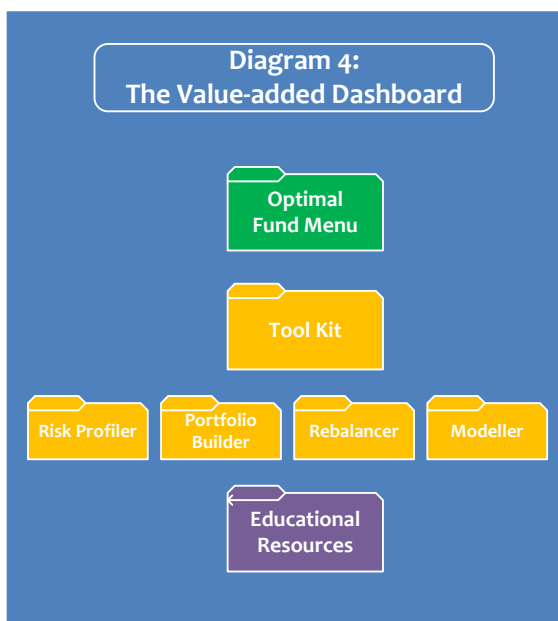 Diagram 4:
The Value-added Dashboard
Optimal
Fund Menu
Tool Kit
Risk Profiler
Portfolio
Builder
Rebalancer
Modeller
Educational
Resources